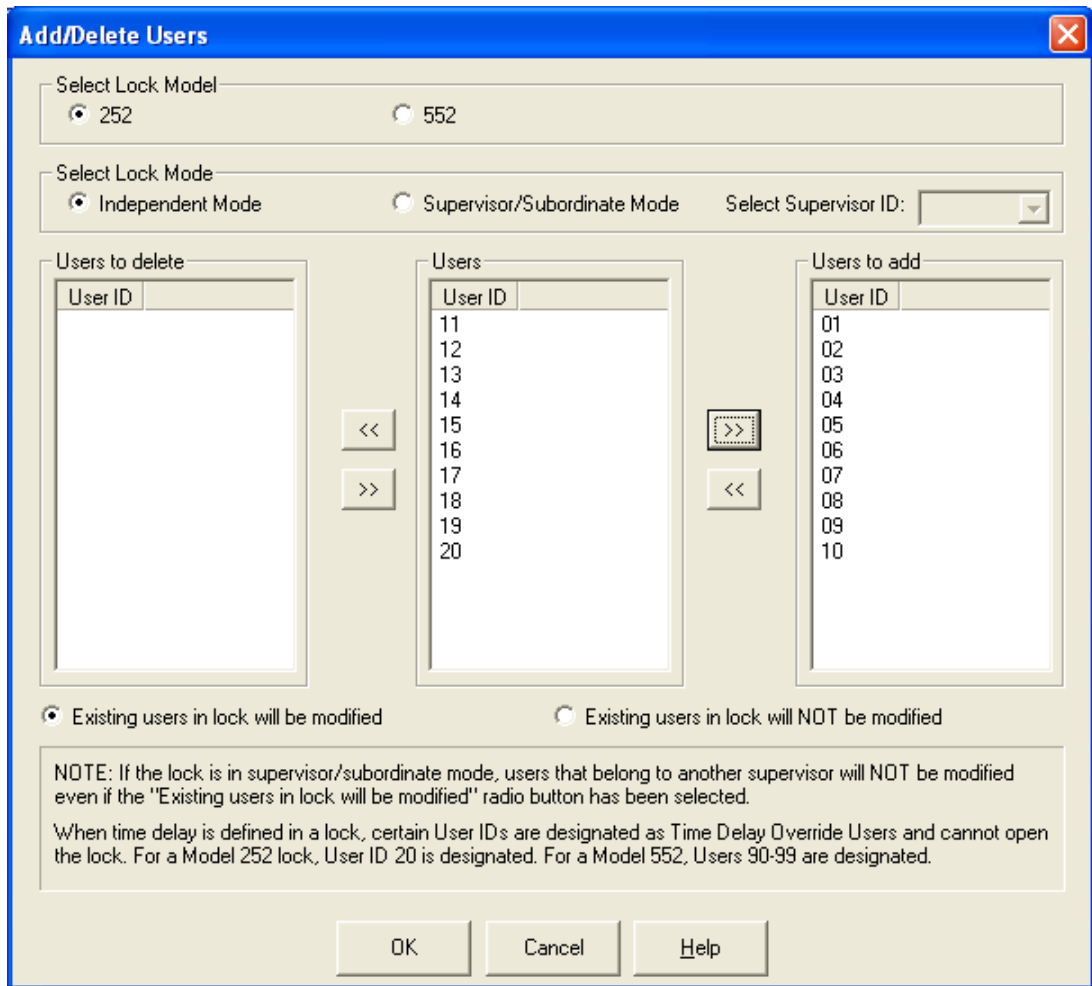 Add/Delete Users
Select Lock Model
252
552
Select Lock Mode
Independent Mode
Supervisor/Subordinate Mode
Select Supervisor ID:
Users to delete
User ID
<<
>>
Users
User ID
11
12
13
14
15
16
17
18
19
20
>>
<<
Users to add
User ID
01
02
03
04
05
06
07
08
09
10
Existing users in lock will be modified
Existing users in lock will NOT be modified
NOTE: If the lock is in supervisor/subordinate mode, users that belong to another supervisor will NOT be modified
even if the "Existing users in lock will be modified" radio button has been selected.
When time delay is defined in a lock, certain User IDs are designated as Time Delay Override Users and cannot open
the lock. For a Model 252 lock, User ID 20 is designated. For a Model 552, Users 90-99 are designated.
OK
Cancel
Help